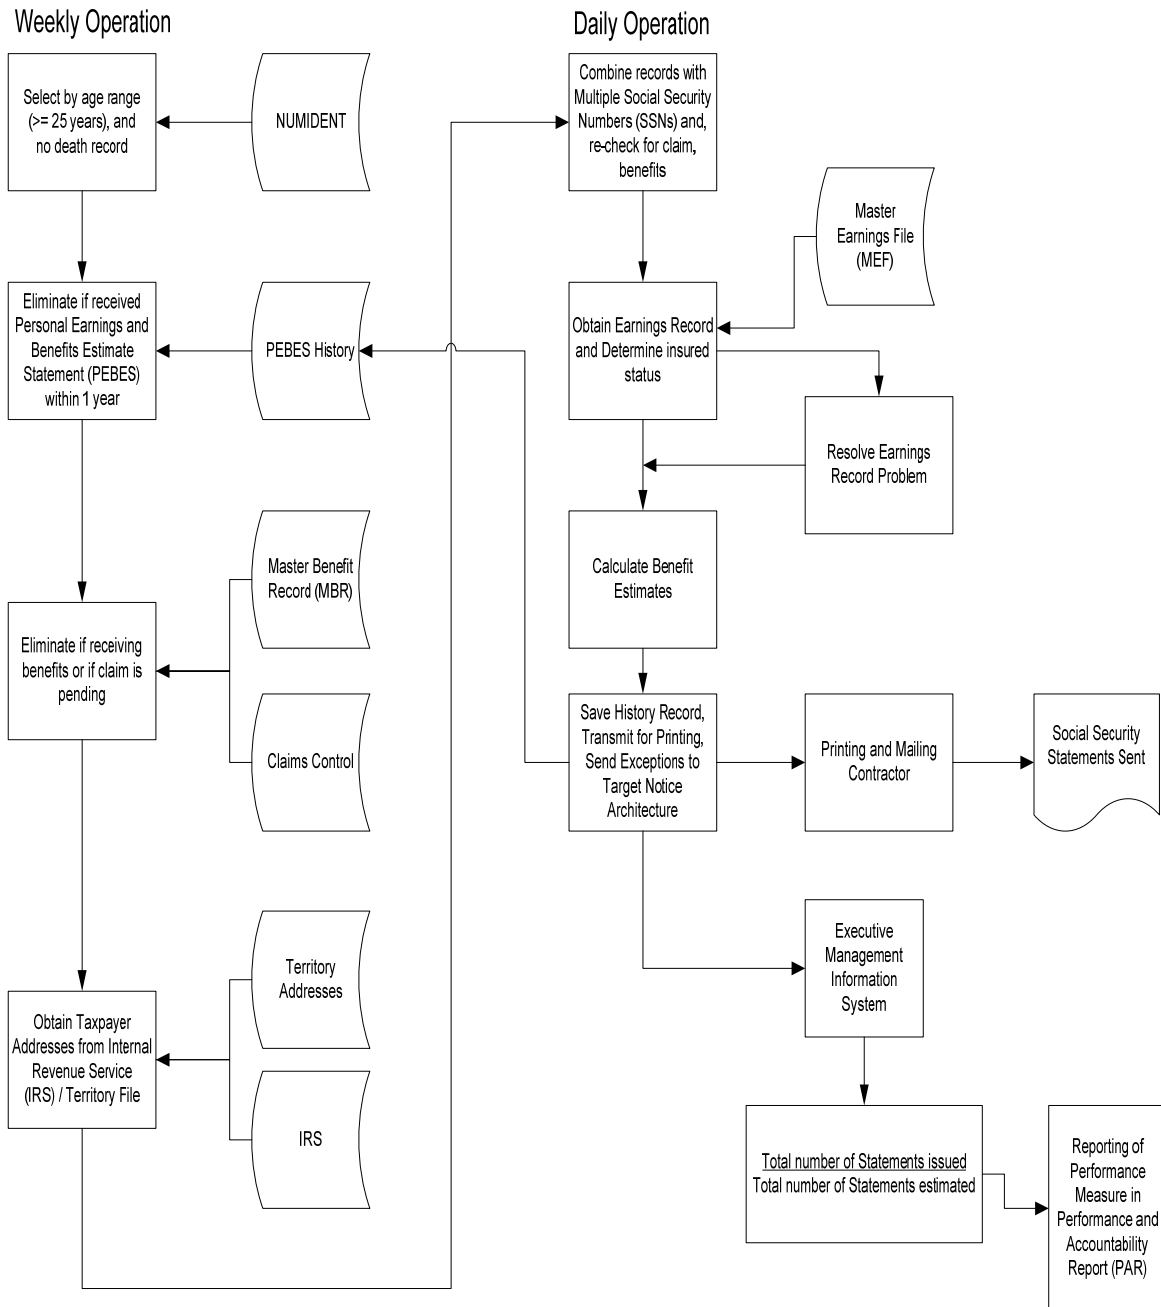 Weekly Operation
Select by age range
(>= 25 years), and
no death record
NUMIDENT
Eliminate if received
Personal Earnings and
Benefits Estimate
Statement (PEBES)
within 1 year
PEBES History
Eliminate if receiving
benefits or if claim is
pending
Master Benefit
Record (MBR)
Claims Control
Obtain Taxpayer
Addresses from Internal
Revenue Service
(IRS) / Territory File
Territory
Addresses
IRS
Daily Operation
Combine records with
Multiple Social Security
Numbers (SSNs) and,
re-check for claim,
benefits
Master
Earnings File
(MEF)
Obtain Earnings Record
and Determine insured
status
Resolve Earnings
Record Problem
Calculate Benefit
Estimates
Save History Record,
Transmit for Printing,
Send Exceptions to
Target Notice
Architecture
Printing and Mailing
Contractor
Social Security
Statements Sent
Executive
Management
Information
System
Total number of Statements issued
Total number of Statements estimated
Reporting of
Performance
Measure in
Performance and
Accountability
Report (PAR)